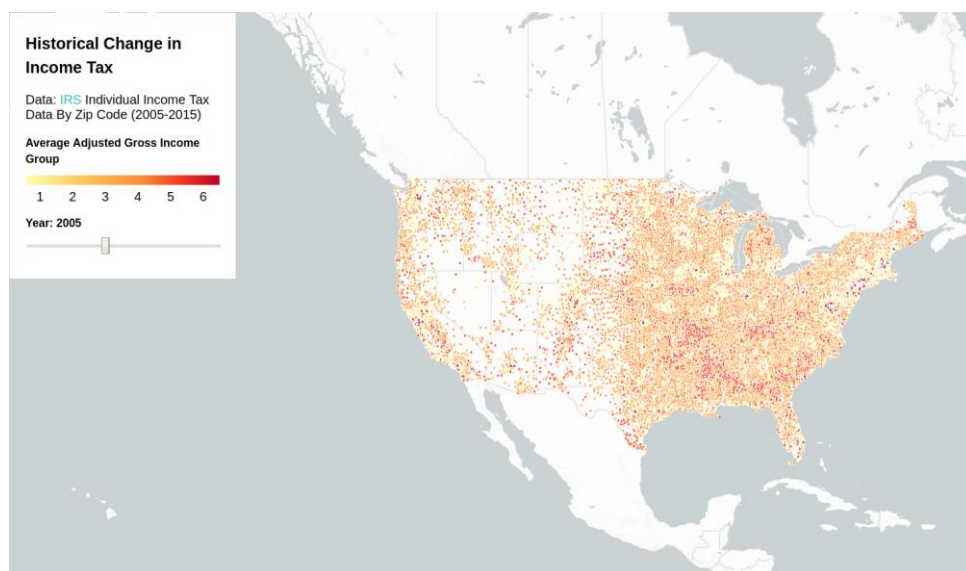 Historical Change in
Income Tax
Data: IRS Individual Income Tax
Data By Zip Code (2005-2015)
Average Adjusted Gross Income
Group
1 2 3 4 5 6
Year: 2005